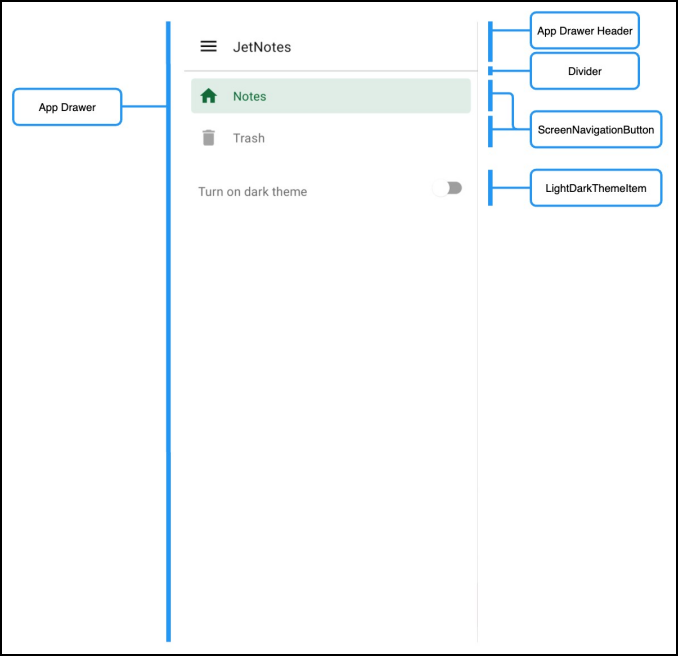 App Drawer Header
JetNotes
Divider
Notes
App Drawer
ScreenNavigationButton
Trash
LightDarkThemeItem
Turn on dark theme